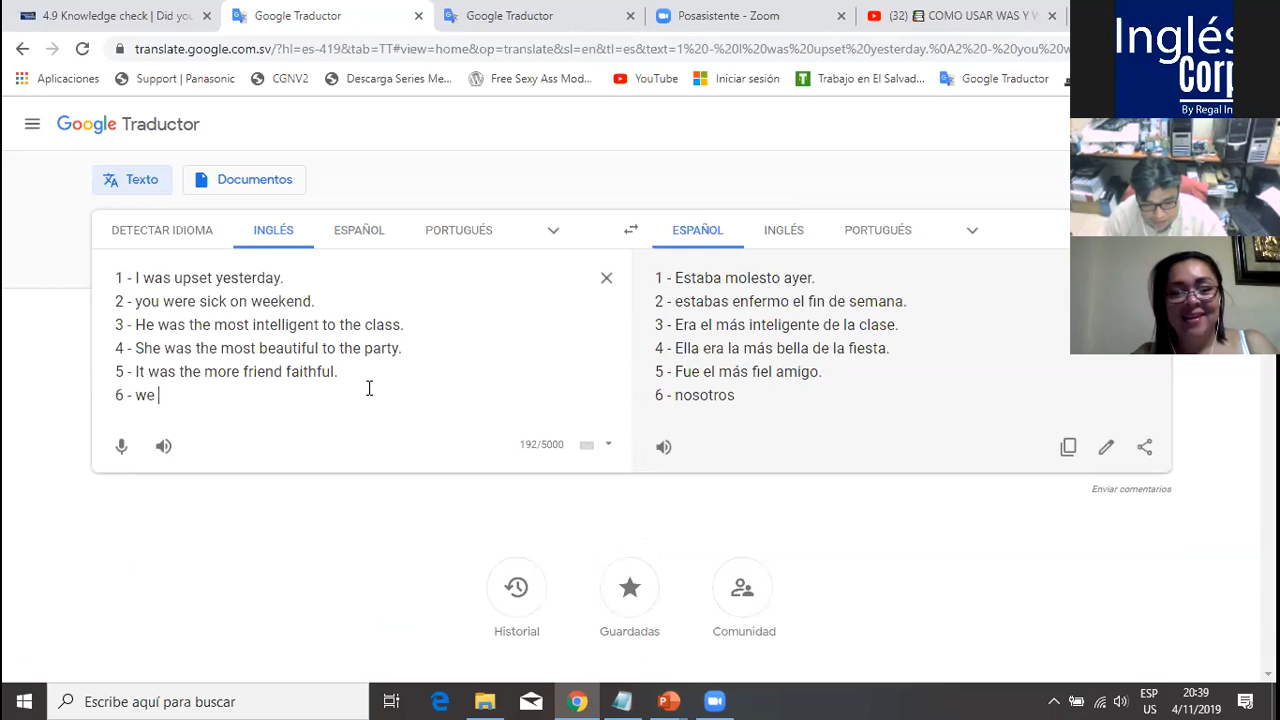 4.9 Knowledge check | Did you
Google Traductor
Google Traductor
Posasistente - Zoom
(32) 📚 COMO USAR WAS Y W
translate.google.com.sv/?hl=es-419&tab=TT#view=home&op=translate&sl=en&tl=es&text=1%20-%20I%20was%20upset%20yesterday.%0A2%20-%20you%20w
Aplicaciones
Support | Panasonic
CGNV2
Descarga Series Me...
Free Sexy Ass Mod...
YouTube
Iniciar sesión
Trabajo en El Salvad...
Google Traductor
Inglés
Corp
By Regal In
Google Traductor
Texto
Documentos
DETECTAR IDIOMA
INGLÉS
ESPAÑOL
PORTUGUÉS
ESPAÑOL
INGLÉS
PORTUGUÉS
1 - I was upset yesterday.
2 - you were sick on weekend.
3 - He was the most intelligent to the class.
4 - She was the most beautiful to the party.
5 - It was the more friend faithful.
6 - we
192/5000
1 - Estaba molesto ayer.
2 - estabas enfermo el fin de semana.
3 - Era el más inteligente de la clase.
4 - Ella era la más bella de la fiesta.
5 - Fue el más fiel amigo.
6 - nosotros
Enviar comentarios
Historial
Guardadas
Comunidad
Escribe aquí para buscar
ESP
US
20:39
4/11/2019